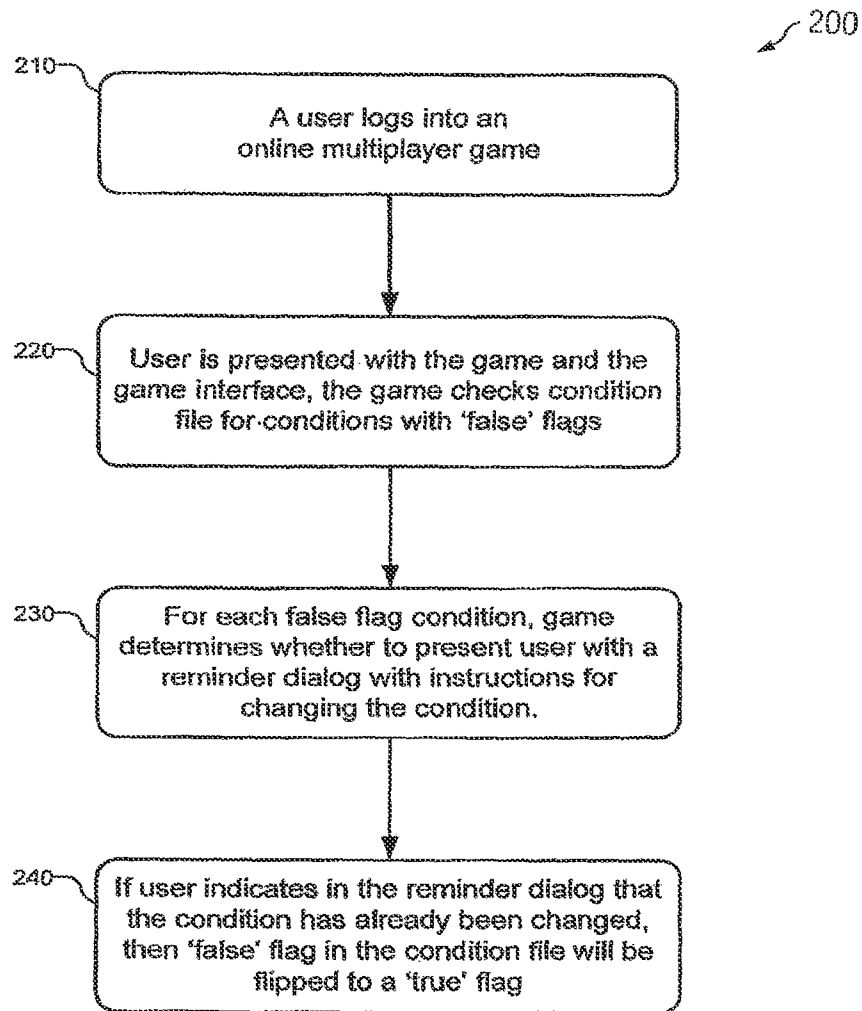 200
210
A user logs into an
online multiplayer game
220
User is presented with the game and the
game interface, the game checks condition
file for conditions with ‘false’ flags
230
For each false flag condition, game
determines whether to present user with a
reminder dialog with instructions for
changing the condition.
240
If user indicates in the reminder dialog that
the condition has already been changed,
then ‘false’ flag in the condition file will be
flipped to a ‘true’ flag